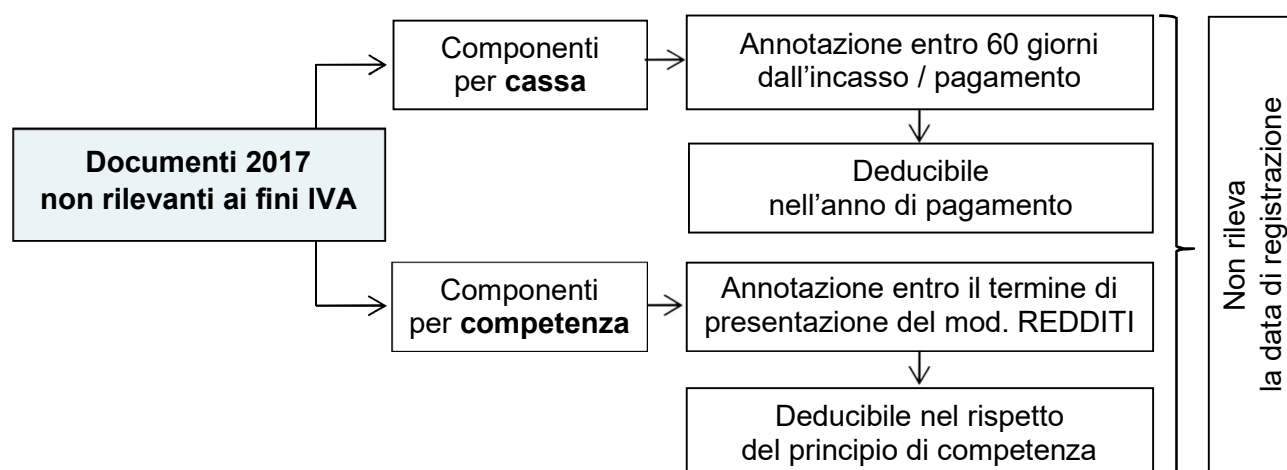 Documenti 2017
non rilevanti ai fini IVA
Componenti
per cassa
Annotazione entro 60 giorni
dall'incasso / pagamento
Deducibile
nell'anno di pagamento
Componenti
per competenza
Annotazione entro il termine di
presentazione del mod. REDDITI
Deducibile nel rispetto
del principio di competenza
Non rileva
la data di registrazione